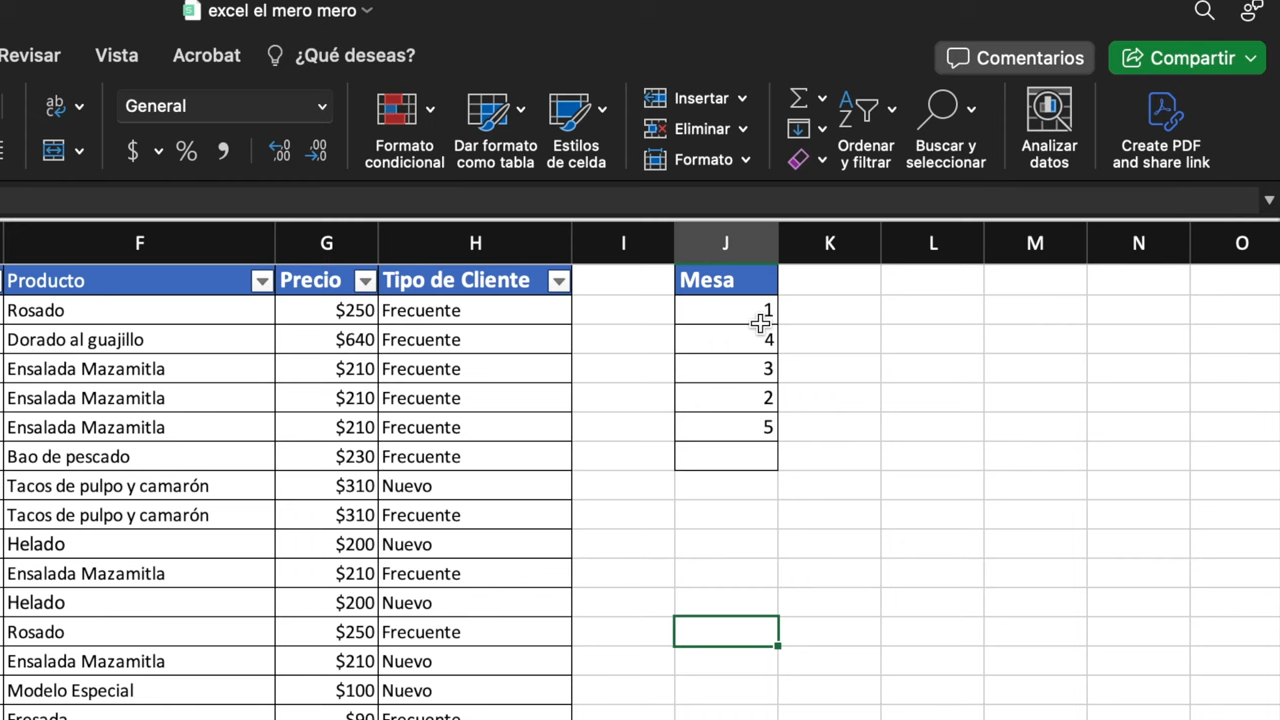 excel el mero mero
Revisar Vista Acrobat ¿Qué deseas? Comentarios Compartir
ab General Insertar Σ A Z
Eliminar
$ % Formato condicional Dar formato como tabla Estilos de celda Formato Ordenar y filtrar Buscar y seleccionar Analizar datos Create PDF and share link
F G H I J K L M N O
Producto Precio Tipo de Cliente Mesa
Rosado $250 Frecuente 1
Dorado al guajillo $640 Frecuente 4
Ensalada Mazamitla $210 Frecuente 3
Ensalada Mazamitla $210 Frecuente 2
Ensalada Mazamitla $210 Frecuente 5
Bao de pescado $230 Frecuente
Tacos de pulpo y camarón $310 Nuevo
Tacos de pulpo y camarón $310 Frecuente
Helado $200 Nuevo
Ensalada Mazamitla $210 Frecuente
Helado $200 Nuevo
Rosado $250 Frecuente
Ensalada Mazamitla $210 Nuevo
Modelo Especial $100 Nuevo
$90 Frecuente